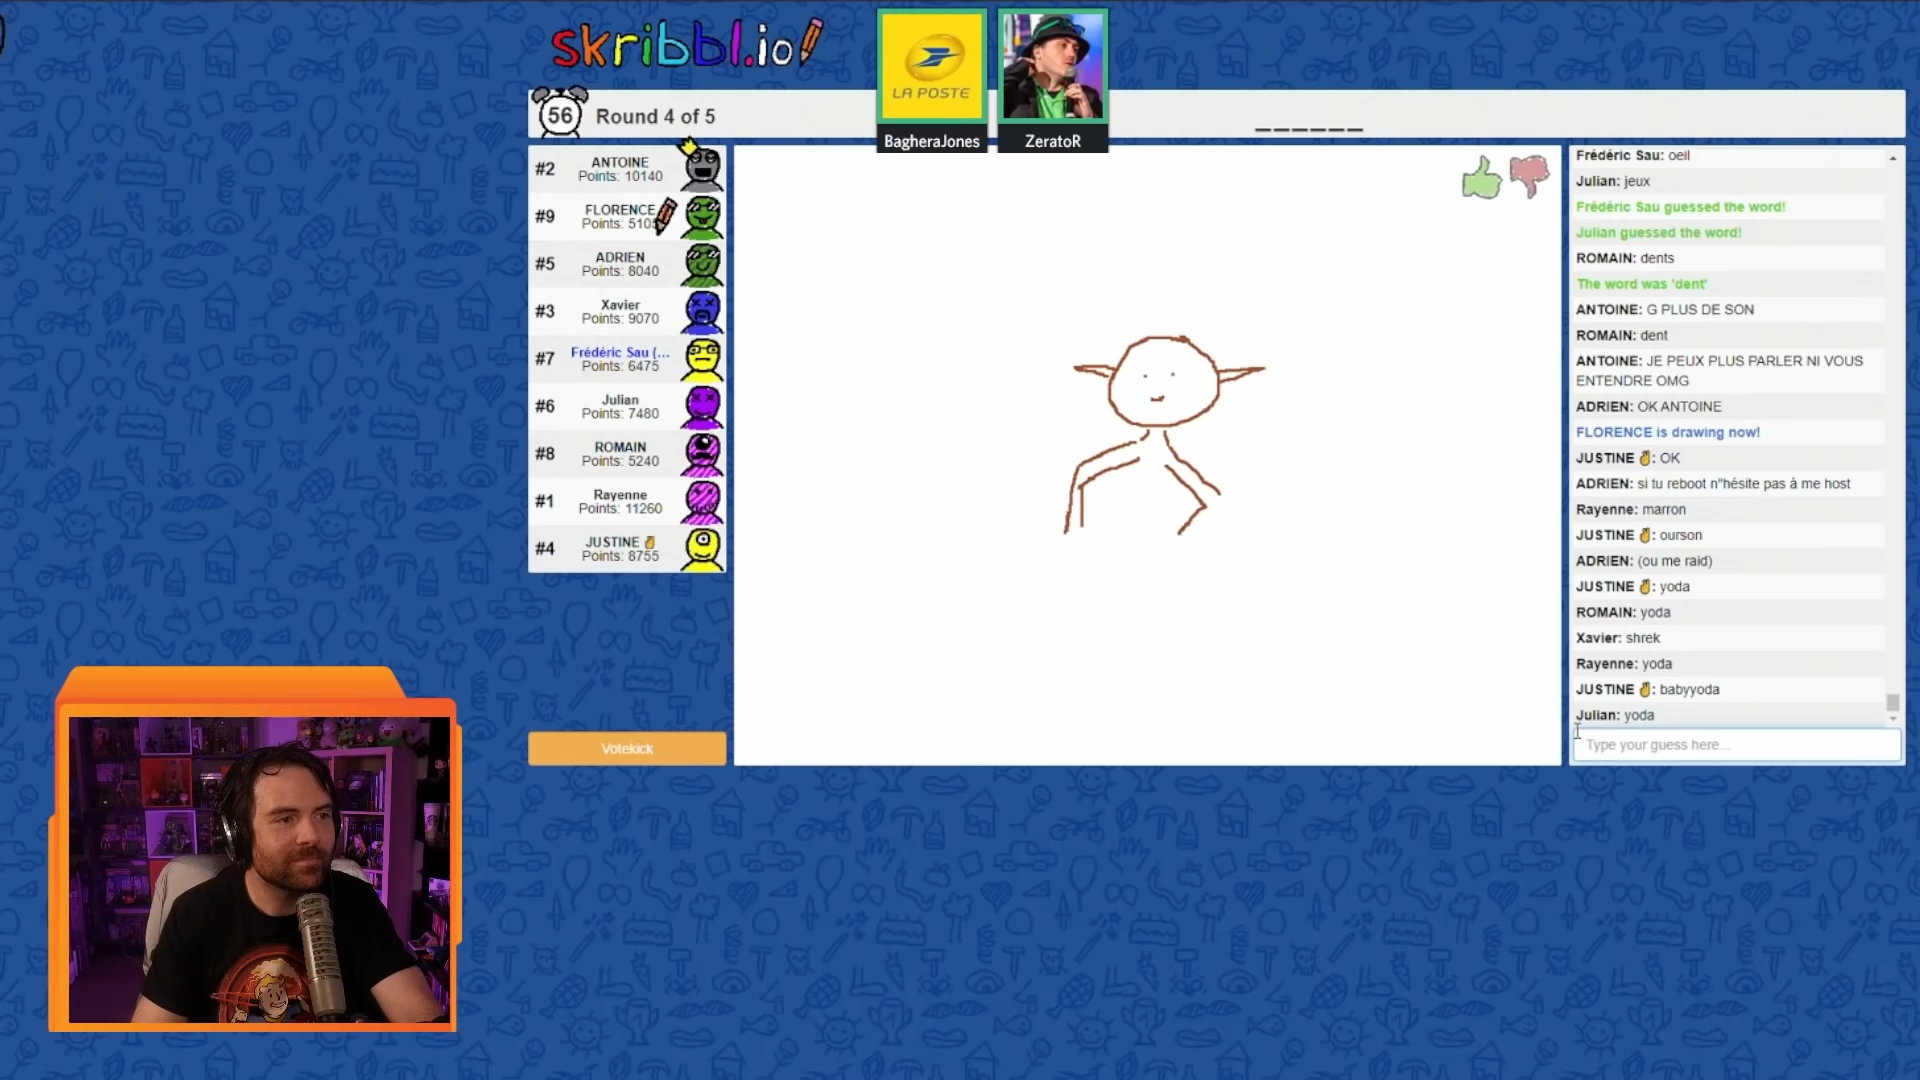 skribbl.io
LA POSTE
BagheraJones
ZeratoR
56
Round 4 of 5
______
#2
ANTOINE
Points: 10140
#9
FLORENCE
Points: 5105
#5
ADRIEN
Points: 8040
#3
Xavier
Points: 9070
#7
Frédéric Sau (...
Points: 6475
#6
Julian
Points: 7480
#8
ROMAIN
Points: 5240
#1
Rayenne
Points: 11260
#4
JUSTINE ✌
Points: 8755
Votekick
Frédéric Sau: oeil
Julian: jeux
Frédéric Sau guessed the word!
Julian guessed the word!
ROMAIN: dents
The word was 'dent'
ANTOINE: G PLUS DE SON
ROMAIN: dent
ANTOINE: JE PEUX PLUS PARLER NI VOUS
ENTENDRE OMG
ADRIEN: OK ANTOINE
FLORENCE is drawing now!
JUSTINE ✌: OK
ADRIEN: si tu reboot n"hésite pas à me host
Rayenne: marron
JUSTINE ✌: ourson
ADRIEN: (ou me raid)
JUSTINE ✌: yoda
ROMAIN: yoda
Xavier: shrek
Rayenne: yoda
JUSTINE ✌: babyyoda
Julian: yoda
Type your guess here...